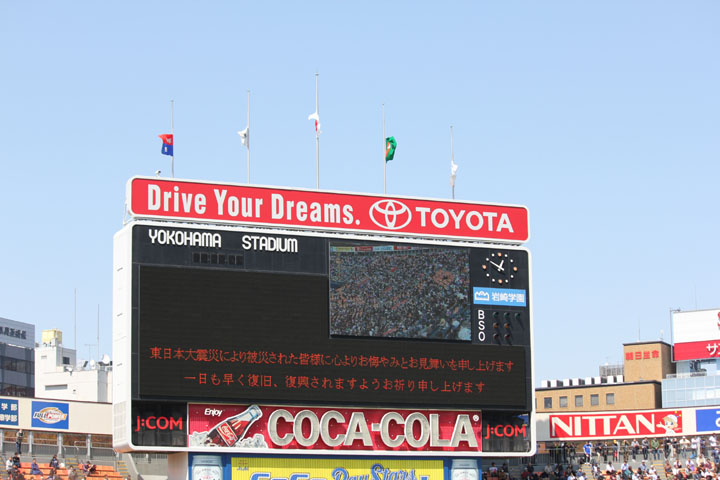 Drive Your Dreams. TOYOTA
YOKOHAMA STADIUM
岩崎学園
B
S
O
東日本大震災により被災された皆様に心よりお悔やみとお見舞いを申し上げます
一日も早く復旧、復興されますようお祈り申し上げます
J:COM
Enjoy
COCA-COLA
J:COM
NITTAN